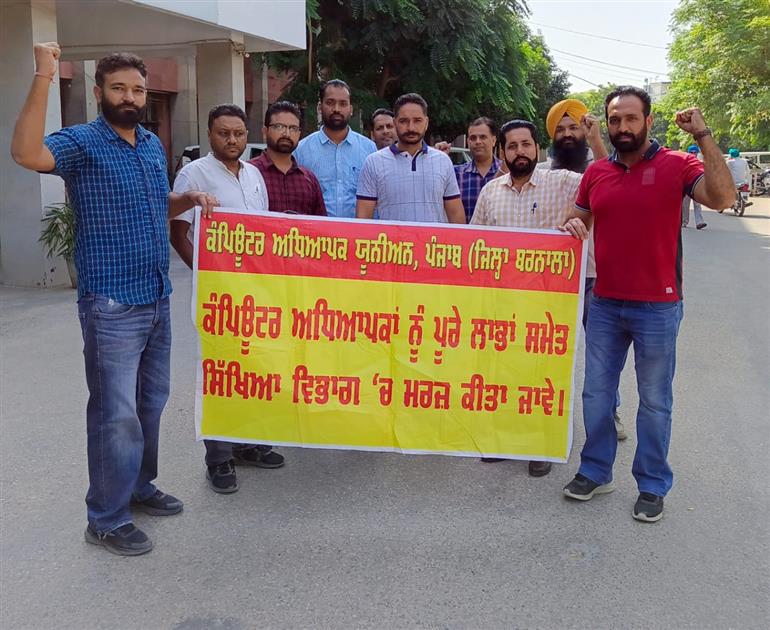 ਕੰਪਿਊਟਰ ਅਧਿਆਪਕ ਯੂਨੀਅਨ, ਪੰਜਾਬ (ਜਿਲ੍ਹਾ ਬਰਨਾਲਾ)
ਕੰਪਿਊਟਰ ਅਧਿਆਪਕਾਂ ਨੂੰ ਪੂਰੇ ਲਾਭਾਂ ਸਮੇਤ
ਸਿੱਖਿਆ ਵਿਭਾਗ 'ਚ ਮਰਜ ਕੀਤਾ ਜਾਵੇ।